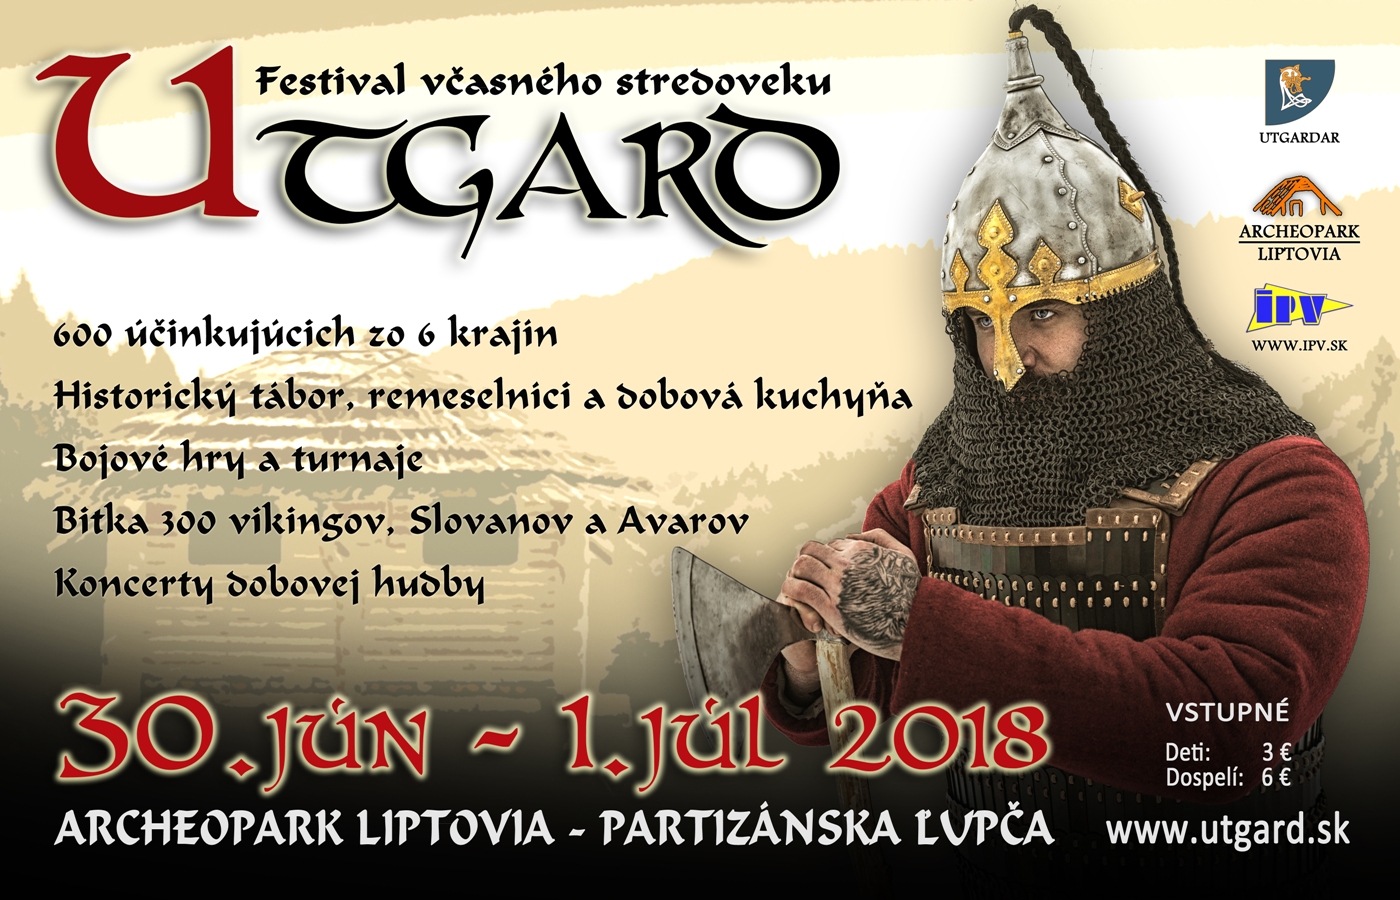 Festival včasného stredoveku
Utgard
600 účinkujúcich zo 6 krajín
Historický tábor, remeselníci a dobová kuchyňa
Bojové hry a turnaje
Bitka 300 vikingov, Slovanov a Avarov
Koncerty dobovej hudby
30. jún ~ 1. júl 2018
ARCHEOPARK LIPTOVIA - PARTIZÁNSKA ĽUPČA
UTGARDAR
ARCHEOPARK
LIPTOVIA
IPV
WWW.IPV.SK
VSTUPNÉ
Deti: 3 €
Dospelí: 6 €
www.utgard.sk